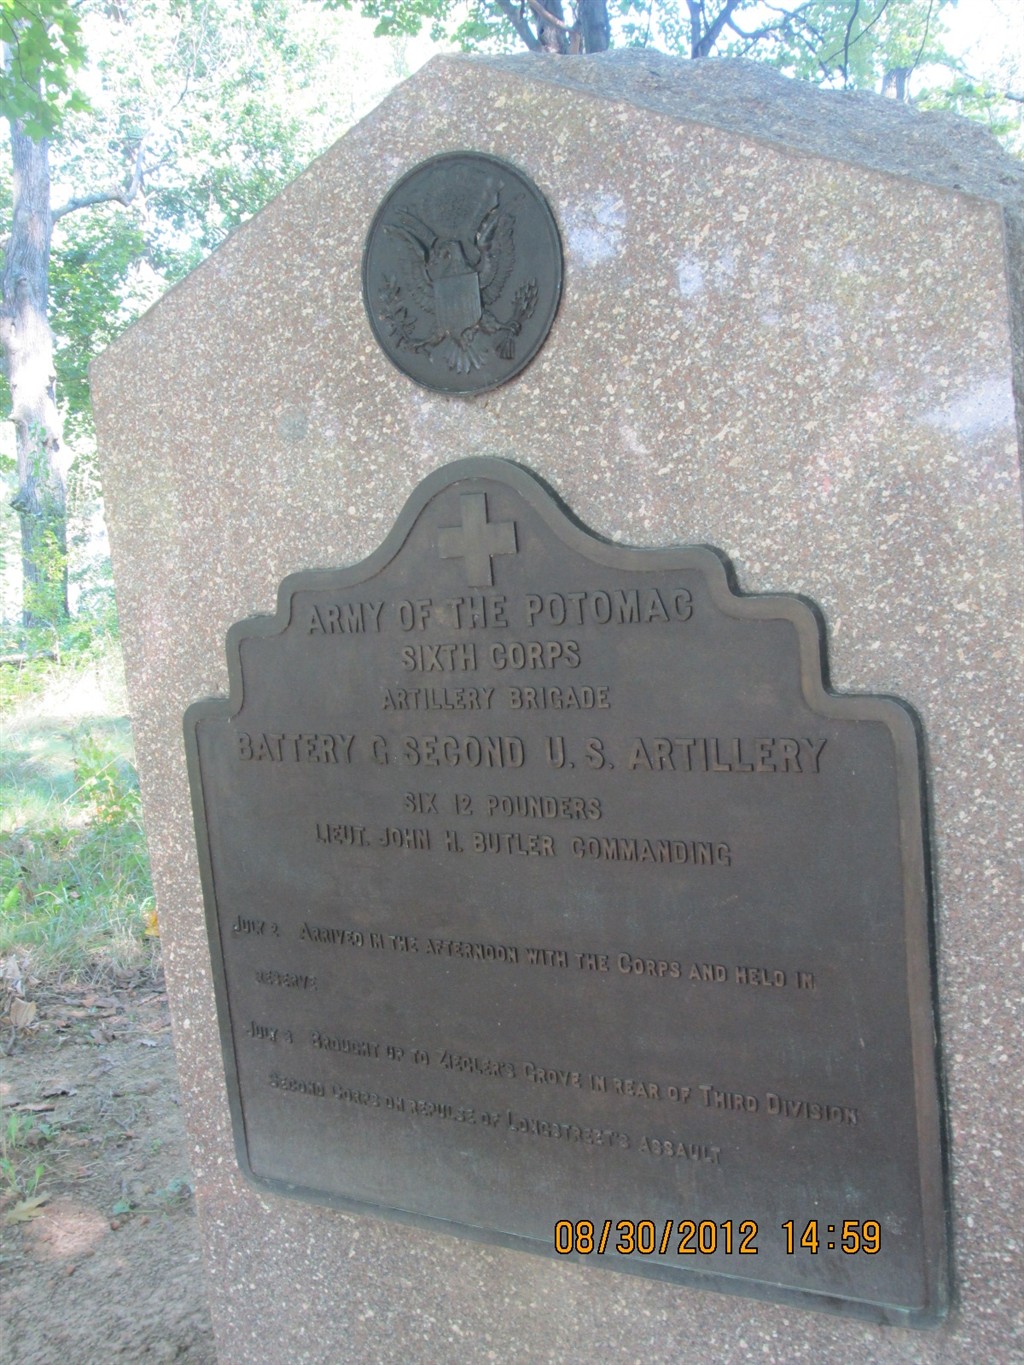 ARMY OF THE POTOMAC
SIXTH CORPS
ARTILLERY BRIGADE
BATTERY G SECOND U. S. ARTILLERY
SIX 12 POUNDERS
LIEUT. JOHN H. BUTLER COMMANDING
JULY 2 ARRIVED IN THE AFTERNOON WITH THE CORPS AND HELD IN
RESERVE
JULY 3 BROUGHT UP TO ZIEGLER'S GROVE IN REAR OF THIRD DIVISION
SECOND CORPS ON REPULSE OF LONGSTREET'S ASSAULT
08/30/2012 14:59